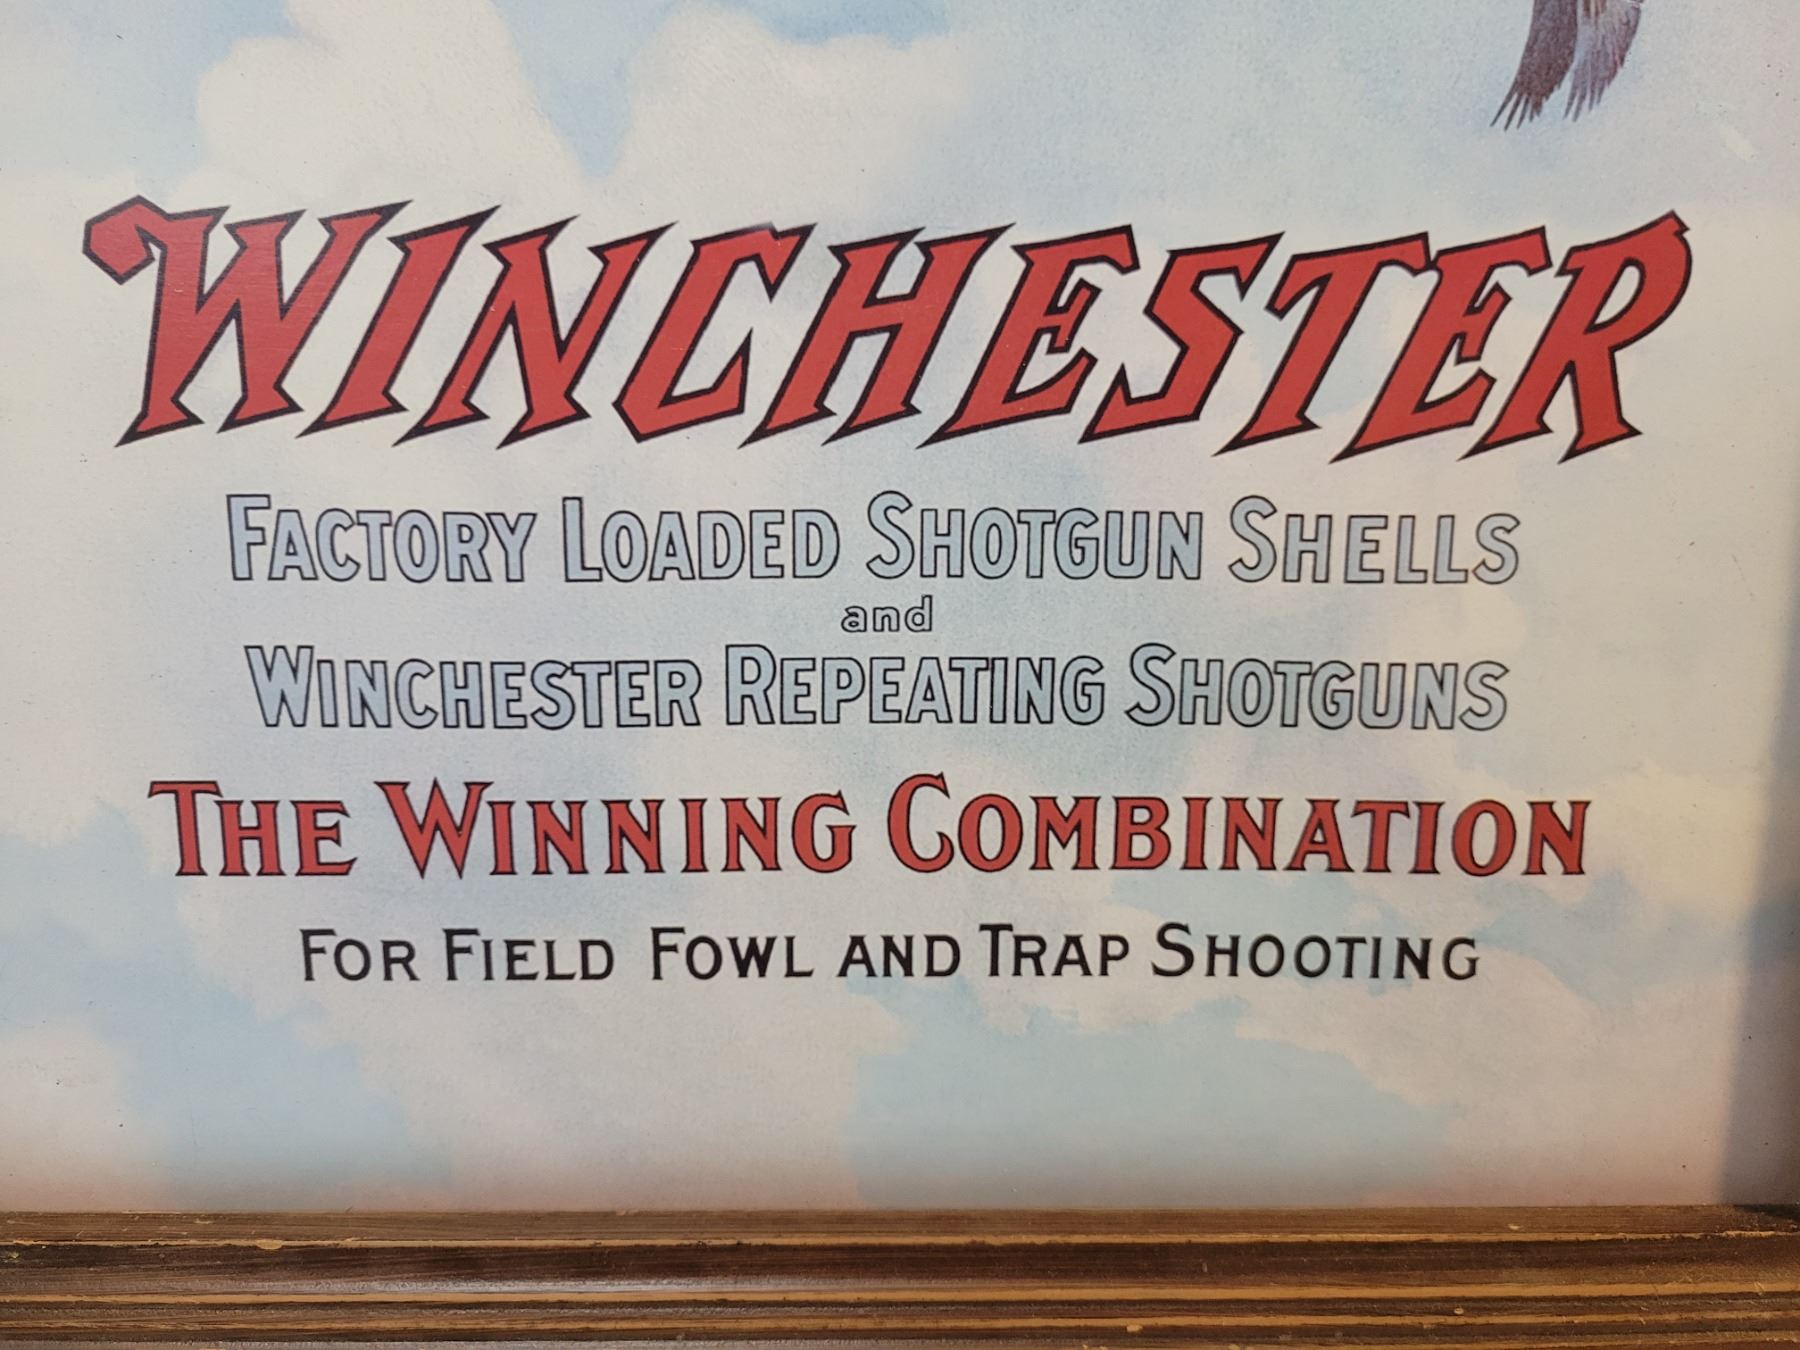 WINCHESTER
FACTORY LOADED SHOTGUN SHELLS
and
WINCHESTER REPEATING SHOTGUNS
THE WINNING COMBINATION
FOR FIELD FOWL AND TRAP SHOOTING